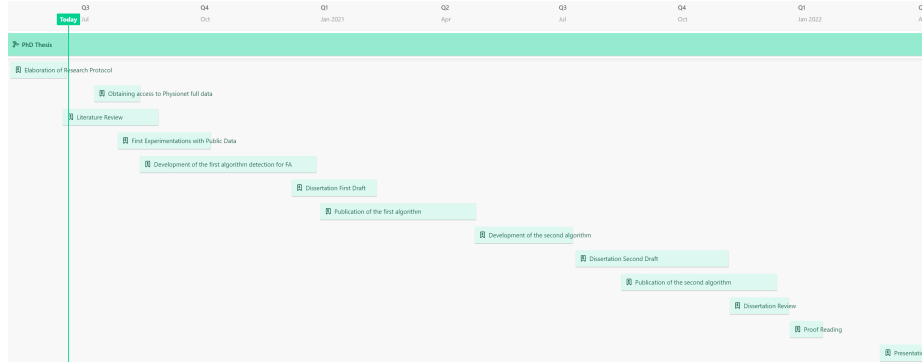 Q3 Q4 Q1 Q2 Q3 Q4 Q1
Today Jul Oct Jan 2021 Apr Jul Oct Jan 2022
PhD Thesis
Elaboration of Research Protocol
Obtaining access to Physionet full data
Literature Review
First Experimentations with Public Data
Development of the first algorithm detection for FA
Dissertation First Draft
Publication of the first algorithm
Development of the second algorithm
Dissertation Second Draft
Publication of the second algorithm
Dissertation Review
Proof Reading
Presentatio